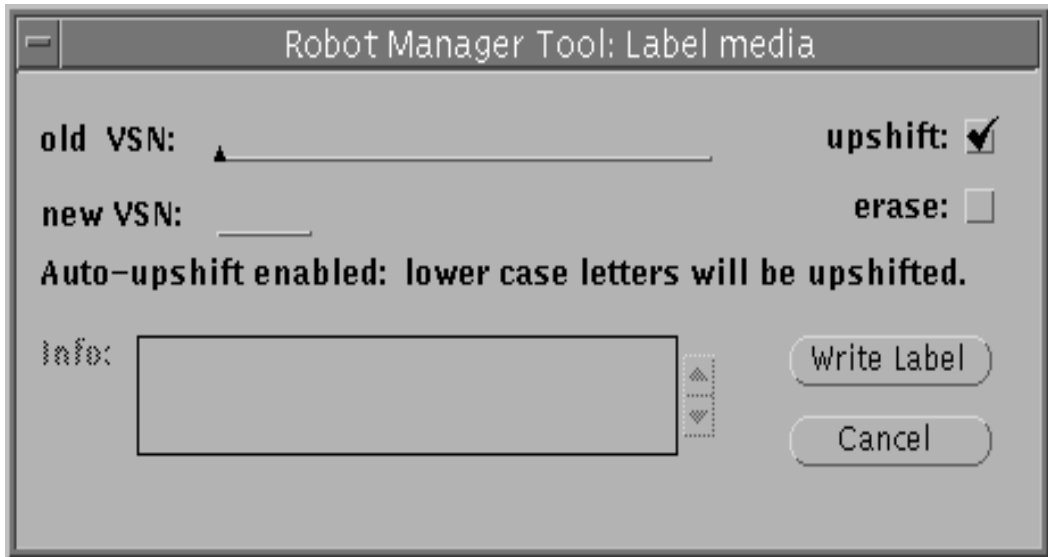 Robot Manager Tool: Label media
old VSN:
upshift:
new VSN:
erase:
Auto-upshift enabled: lower case letters will be upshifted.
Info:
Write Label
Cancel